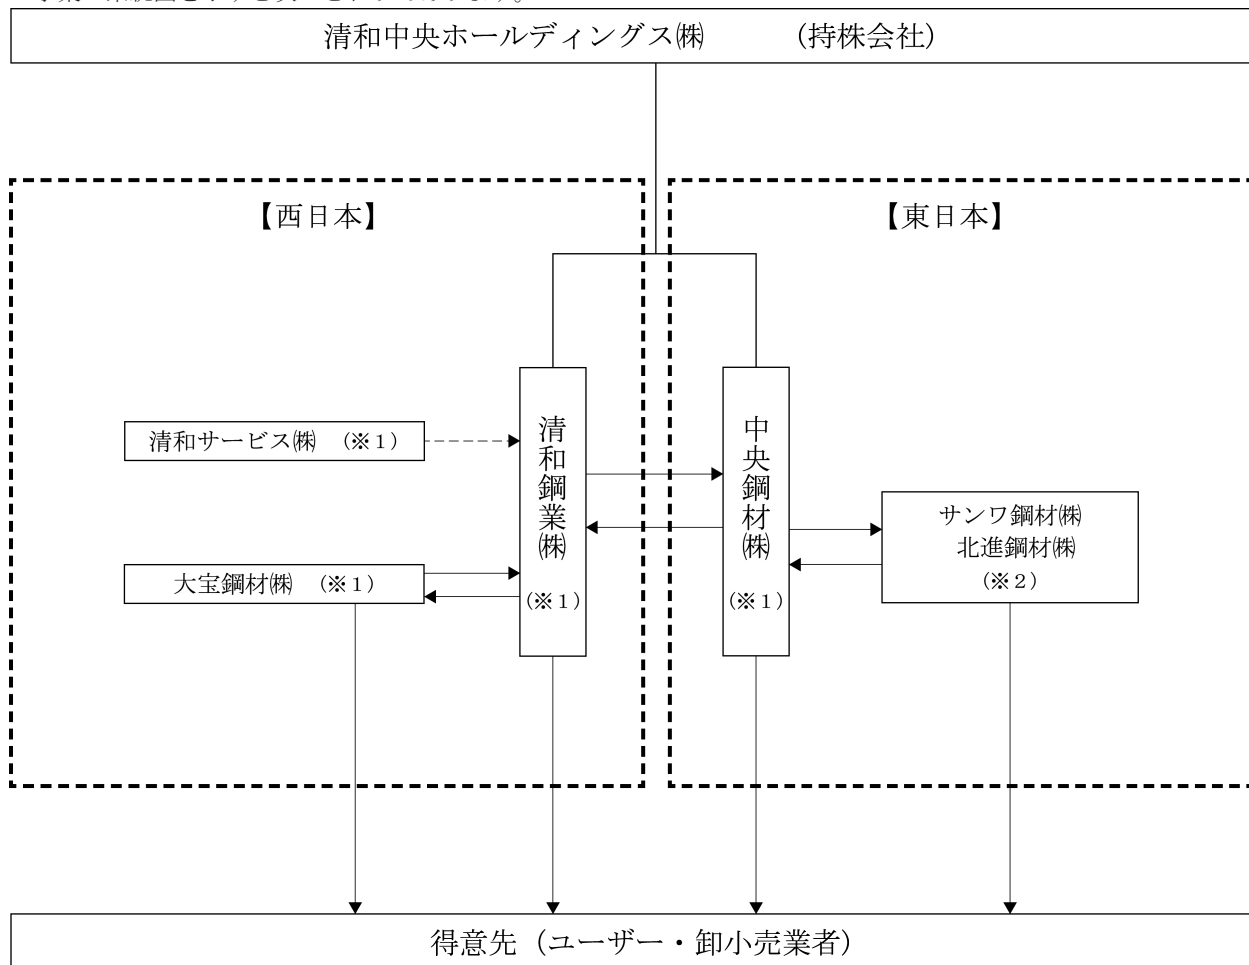 清和中央ホールディングス㈱　（持株会社）
【西日本】
【東日本】
清和サービス㈱　（※１）
大宝鋼材㈱　（※１）
清和鋼業㈱
（※１）
中央鋼材㈱
（※１）
サンワ鋼材㈱
北進鋼材㈱
（※２）
得意先（ユーザー・卸小売業者）